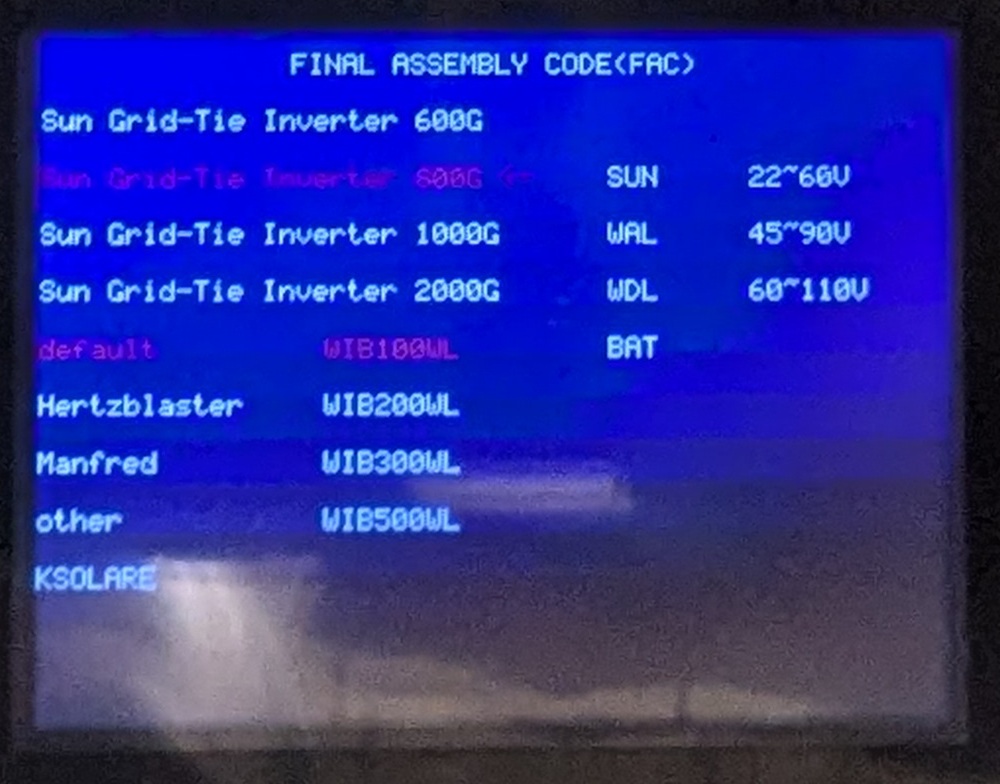 FINAL ASSEMBLY CODE(FAC)
Sun Grid-Tie Inverter 600G
Sun Grid-Tie Inverter 600G <- SUN 22~60V
Sun Grid-Tie Inverter 1000G WAL 45~90V
Sun Grid-Tie Inverter 2000G WDL 60~110V
default WIB100WL BAT
Hertzblaster WIB200WL
Manfred WIB300WL
other WIB500WL
KSOLARE